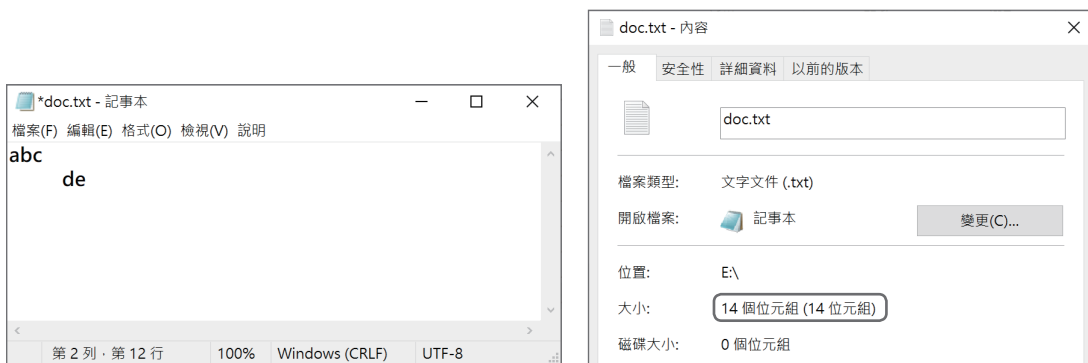 *doc.txt - 記事本
檔案(F) 編輯(E) 格式(O) 檢視(V) 說明
abc
de
第 2 列，第 12 行 100% Windows (CRLF) UTF-8
doc.txt - 內容
一般 安全性 詳細資料 以前的版本
doc.txt
檔案類型: 文字文件 (.txt)
開啟檔案: 記事本 變更(C)...
位置: E:\
大小: 14 個位元組 (14 位元組)
磁碟大小: 0 個位元組